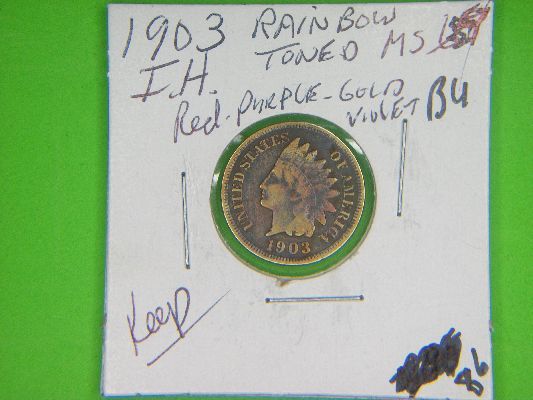 1903 RAINBOW
I.H. TONED MS
Red-PURPLE-GOLD
VIOLET BU
UNITED STATES OF AMERICA
1903
Keep